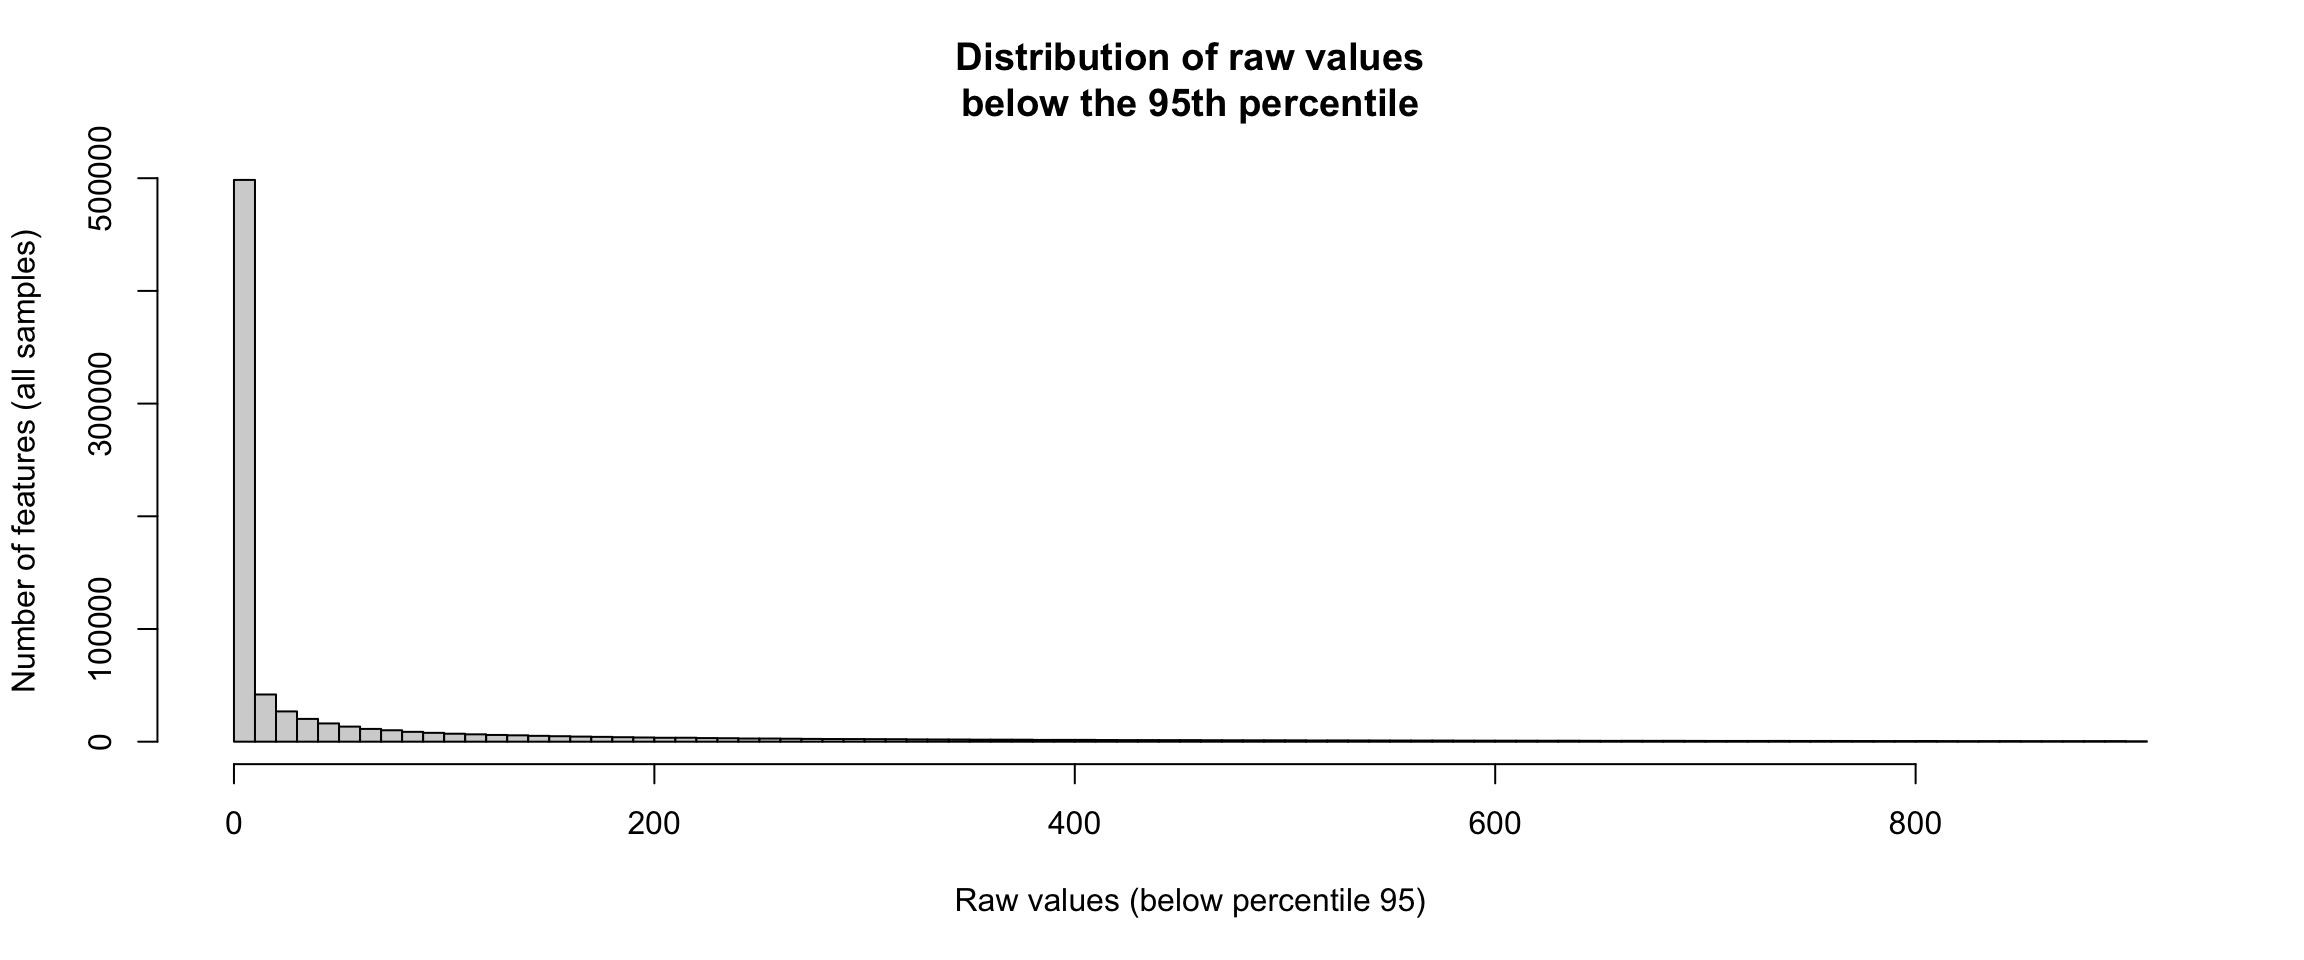 Distribution of raw values
below the 95th percentile
Number of features (all samples)
500000
300000
100000
0
0 200 400 600 800
Raw values (below percentile 95)